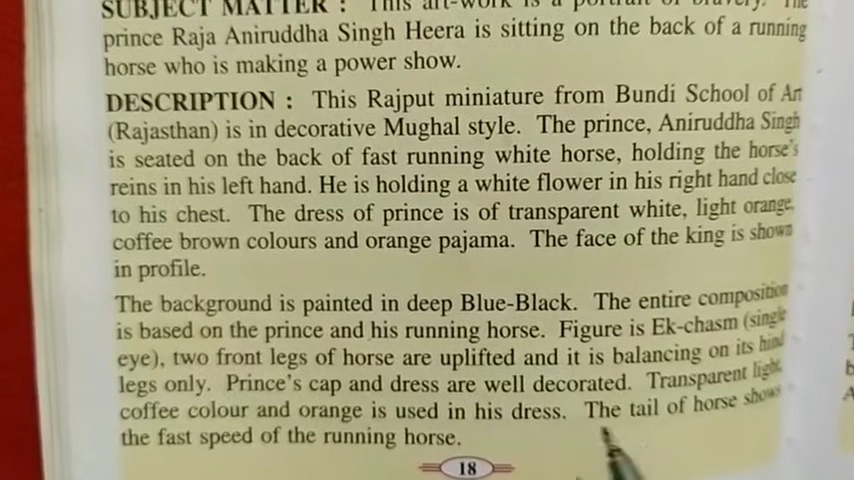 SUBJECT MATTER : This art-work is a portrait of bravery. The
prince Raja Aniruddha Singh Heera is sitting on the back of a running
horse who is making a power show.
DESCRIPTION : This Rajput miniature from Bundi School of Art
(Rajasthan) is in decorative Mughal style. The prince, Aniruddha Singh
is seated on the back of fast running white horse, holding the horse's
reins in his left hand. He is holding a white flower in his right hand close
to his chest. The dress of prince is of transparent white, light orange,
coffee brown colours and orange pajama. The face of the king is shown
in profile.
The background is painted in deep Blue-Black. The entire composition
is based on the prince and his running horse. Figure is Ek-chasm (single
eye), two front legs of horse are uplifted and it is balancing on its hind
legs only. Prince's cap and dress are well decorated. Transparent light,
coffee colour and orange is used in his dress. The tail of horse shows
the fast speed of the running horse.
18